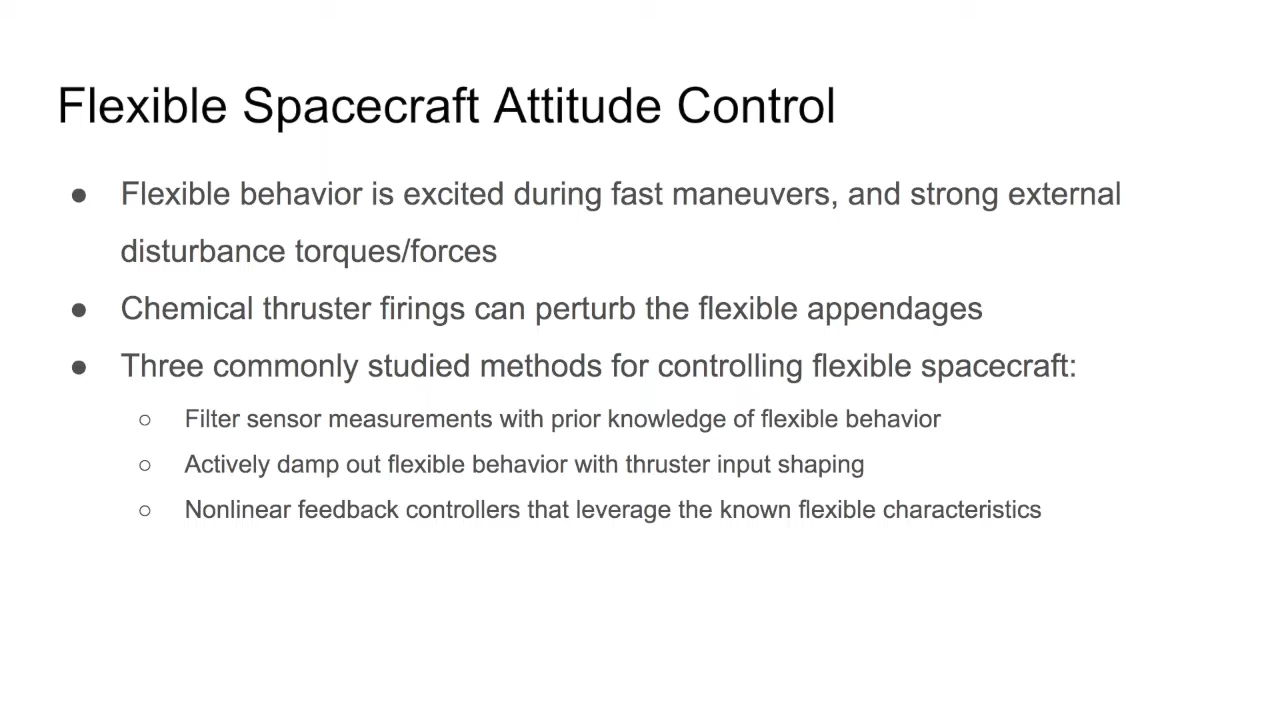 Flexible Spacecraft Attitude Control
● Flexible behavior is excited during fast maneuvers, and strong external
disturbance torques/forces
● Chemical thruster firings can perturb the flexible appendages
● Three commonly studied methods for controlling flexible spacecraft:
○ Filter sensor measurements with prior knowledge of flexible behavior
○ Actively damp out flexible behavior with thruster input shaping
○ Nonlinear feedback controllers that leverage the known flexible characteristics